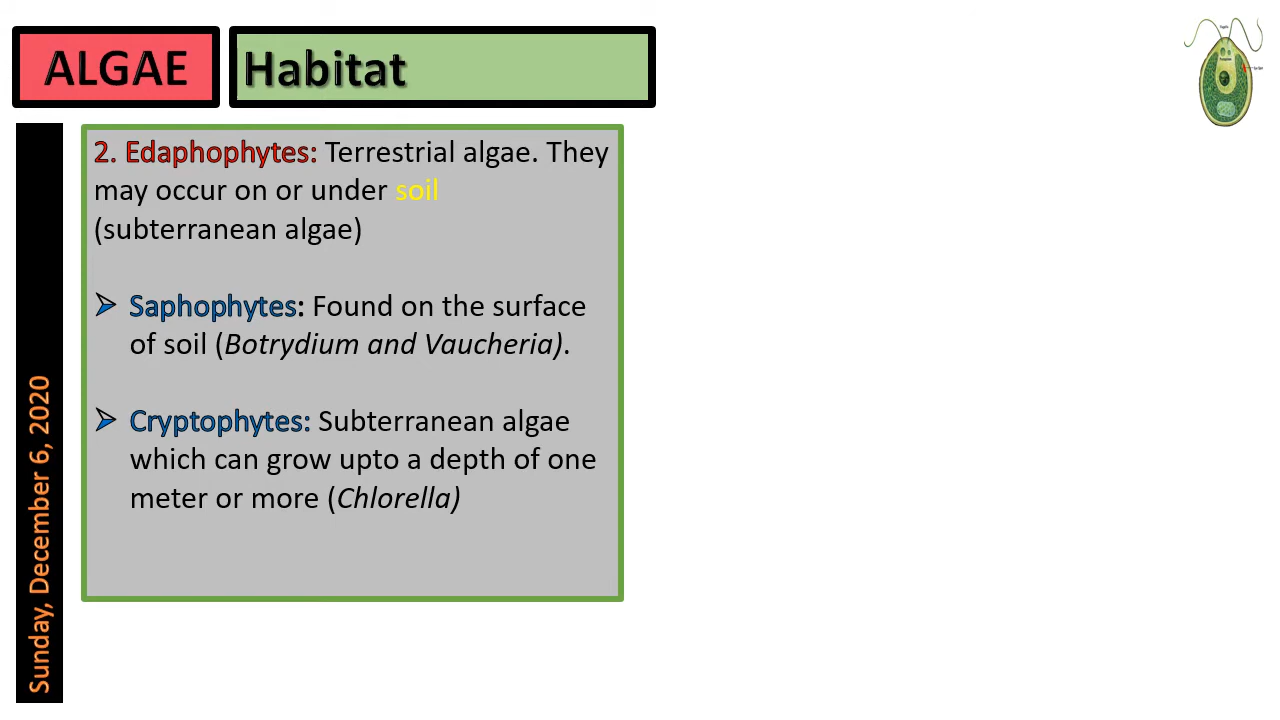 ALGAE
Habitat
2. Edaphophytes: Terrestrial algae. They
may occur on or under soil
(subterranean algae)
➢ Saphophytes: Found on the surface
of soil (Botrydium and Vaucheria).
➢ Cryptophytes: Subterranean algae
which can grow upto a depth of one
meter or more (Chlorella)
Sunday, December 6, 2020